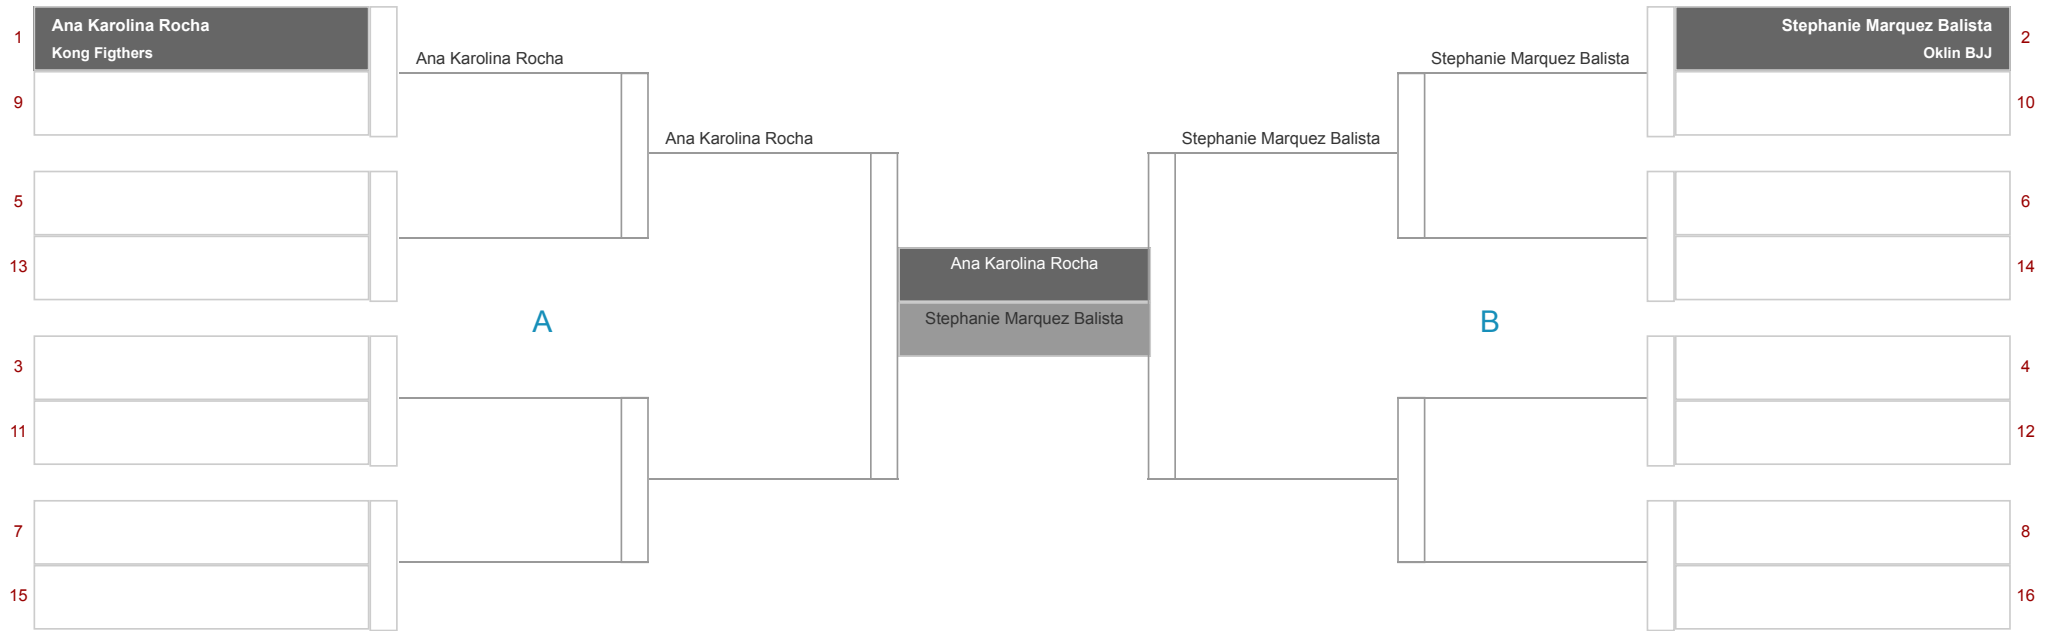 1
Ana Karolina Rocha
Kong Figthers
9
5
13
3
11
7
15
Ana Karolina Rocha
Ana Karolina Rocha
A
Ana Karolina Rocha
Stephanie Marquez Balista
Stephanie Marquez Balista
Stephanie Marquez Balista
B
Stephanie Marquez Balista
Oklin BJJ
2
10
6
14
4
12
8
16